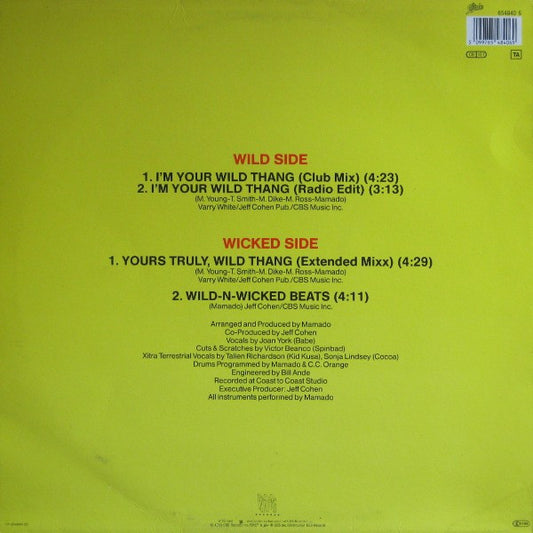 Epic
654840 6
5 099765 484069
TA
WILD SIDE
1. I'M YOUR WILD THANG (Club Mix) (4:23)
2. I'M YOUR WILD THANG (Radio Edit) (3:13)
(M. Young-T. Smith-M. Dike-M. Ross-Mamado)
Varry White/Jeff Cohen Pub./CBS Music Inc.
WICKED SIDE
1. YOURS TRULY, WILD THANG (Extended Mixx) (4:29)
(M. Young-T. Smith-M. Dike-M. Ross-Mamado)
Varry White/Jeff Cohen Pub./CBS Music Inc.
2. WILD-N-WICKED BEATS (4:11)
(Mamado) Jeff Cohen/CBS Music Inc.
Arranged and Produced by Mamado
Co-Produced by Jeff Cohen
Vocals by Joan York (Babe)
Cuts & Scratches by Victor Beanco (Spinbad)
Xitra Terrestrial Vocals by Talien Richardson (Kid Kusa), Sonja Lindsey (Cocoa)
Drums Programmed by Mamado & C.C. Orange
Engineered by Bill Ande
Recorded at Coast to Coast Studio
Executive Producer: Jeff Cohen
All instruments performed by Mamado